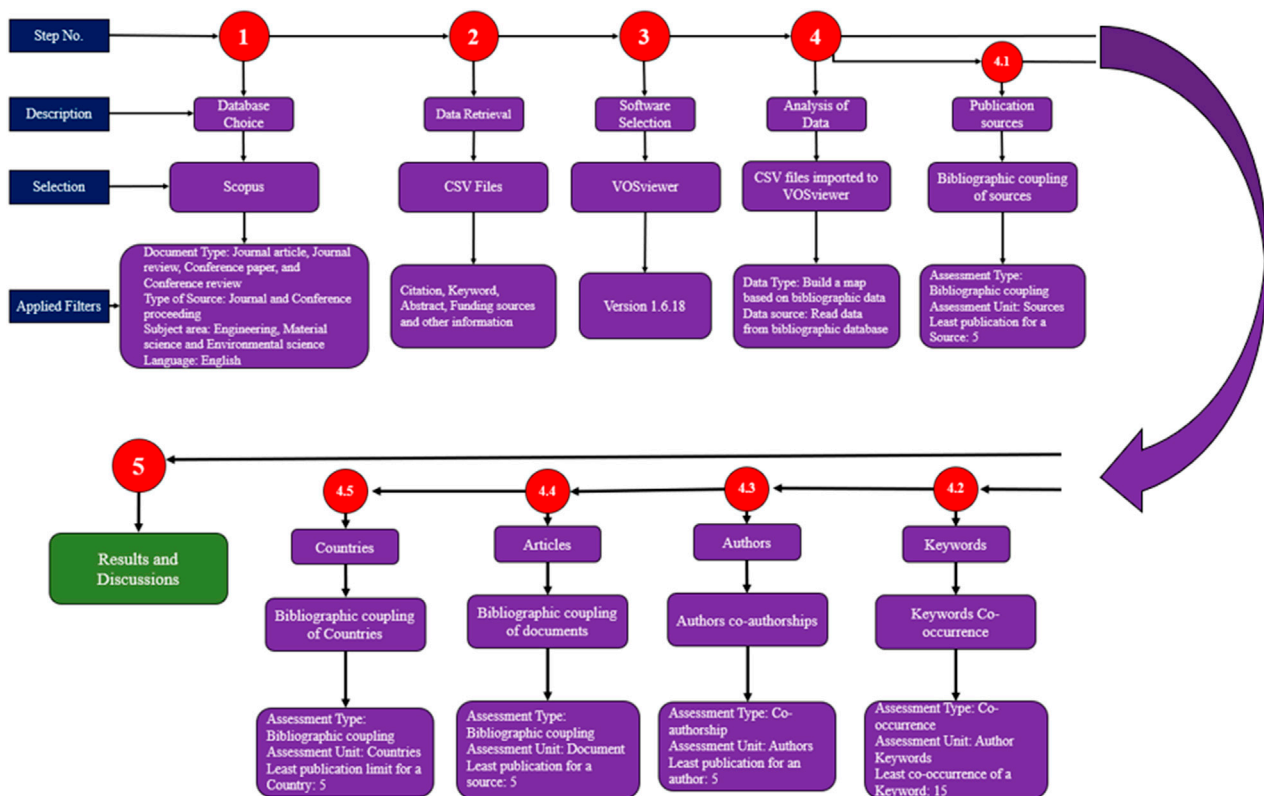 Step No.
1
2
3
4
4.1
Description
Database
Choice
Data Retrieval
Software
Selection
Analysis of
Data
Publication
sources
Selection
Scopus
CSV Files
VOSviewer
CSV files imported to
VOSviewer
Bibliographic coupling
of sources
Applied Filters
Document Type: Journal article, Journal
review, Conference paper, and
Conference review
Type of Source: Journal and Conference
proceeding
Subject area: Engineering, Material
science and Environmental science
Language: English
Citation, Keyword,
Abstract, Funding sources
and other information
Version 1.6.18
Data Type: Build a map
based on bibliographic data
Data source: Read data
from bibliographic database
Assessment Type:
Bibliographic coupling
Assessment Unit: Sources
Least publication for a
Source: 5
5
4.5
4.4
4.3
4.2
Results and
Discussions
Countries
Articles
Authors
Keywords
Bibliographic coupling
of Countries
Bibliographic coupling
of documents
Authors co-authorships
Keywords Co-
occurrence
Assessment Type:
Bibliographic coupling
Assessment Unit: Countries
Least publication limit for a
Country: 5
Assessment Type:
Bibliographic coupling
Assessment Unit: Document
Least publication for a
source: 5
Assessment Type: Co-
authorship
Assessment Unit: Authors
Least publication for an
author: 5
Assessment Type: Co-
occurrence
Assessment Unit: Author
Keywords
Least co-occurrence of a
Keyword: 15